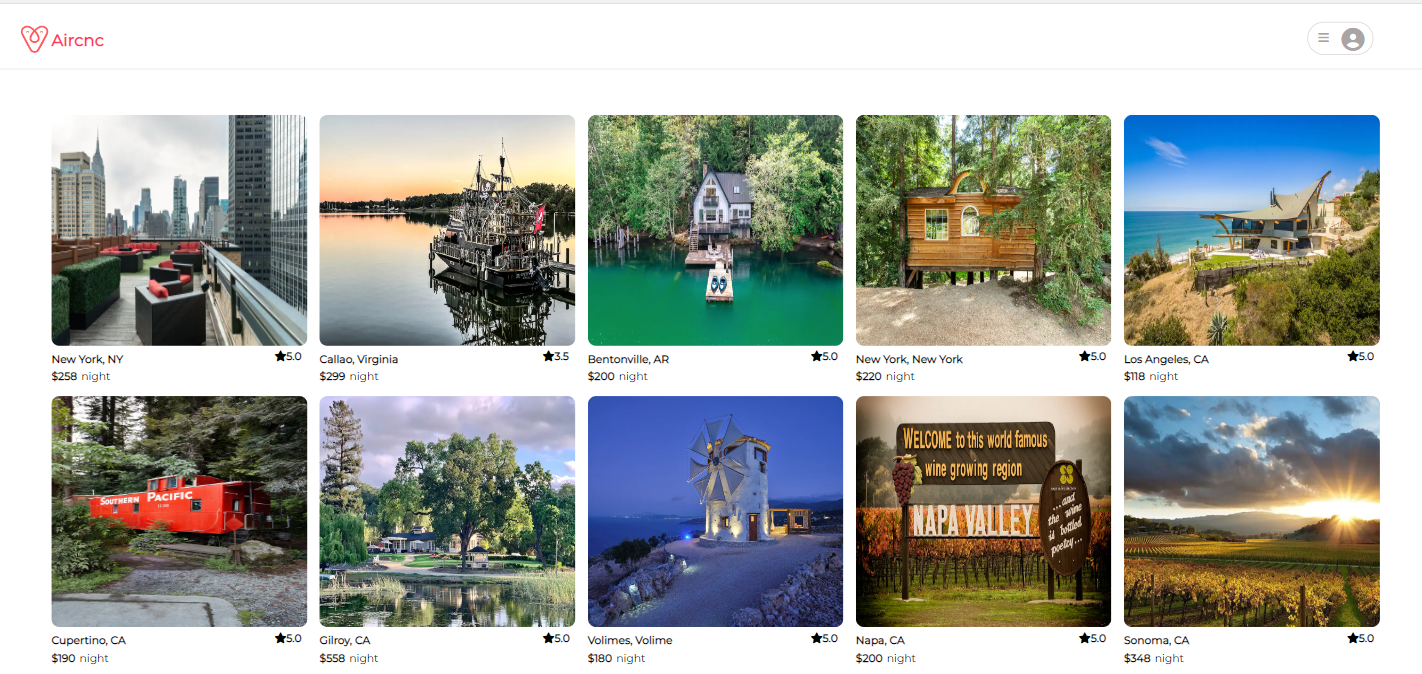 Aircnc
New York, NY
5.0
$258 night
Callao, Virginia
3.5
$299 night
Bentonville, AR
5.0
$200 night
New York, New York
5.0
$220 night
Los Angeles, CA
5.0
$118 night
SOUTHERN PACIFIC
WELCOME to this world famous
wine growing region
NAPA VALLEY
...and
the wine
is bottled
poetry...
Cupertino, CA
5.0
$190 night
Gilroy, CA
5.0
$558 night
Volimes, Volime
5.0
$180 night
Napa, CA
5.0
$200 night
Sonoma, CA
5.0
$348 night